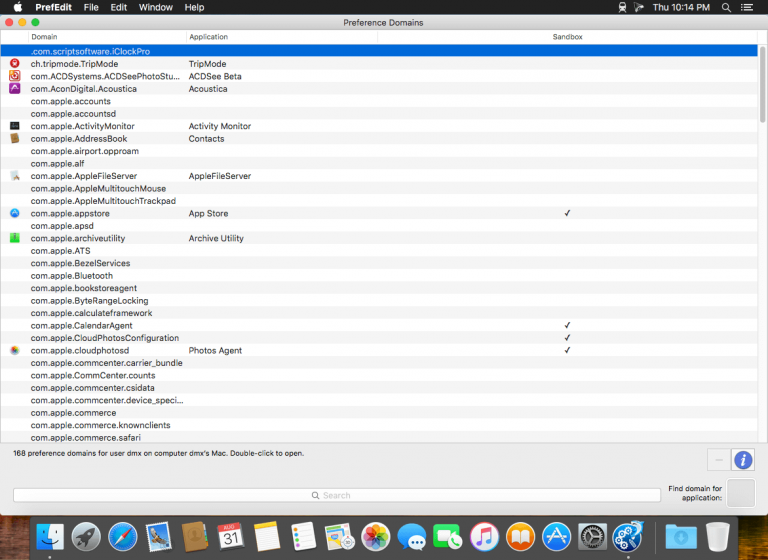 PrefEdit File Edit Window Help Thu 10:14 PM
Preference Domains
Domain Application Sandbox
.com.scriptsoftware.iClockPro
ch.tripmode.TripMode TripMode
com.ACDSystems.ACDSeePhotoStu... ACDSee Beta
com.AconDigital.Acoustica Acoustica
com.apple.accounts
com.apple.accountsd
com.apple.ActivityMonitor Activity Monitor
com.apple.AddressBook Contacts
com.apple.airport.opproam
com.apple.alf
com.apple.AppleFileServer AppleFileServer
com.apple.AppleMultitouchMouse
com.apple.AppleMultitouchTrackpad
com.apple.appstore App Store ✓
com.apple.apsd
com.apple.archiveutility Archive Utility
com.apple.ATS
com.apple.BezelServices
com.apple.Bluetooth
com.apple.bookstoreagent
com.apple.ByteRangeLocking
com.apple.calculateframework
com.apple.CalendarAgent ✓
com.apple.CloudPhotosConfiguration ✓
com.apple.cloudphotosd Photos Agent ✓
com.apple.commcenter.carrier_bundle
com.apple.CommCenter.counts
com.apple.commcenter.csidata
com.apple.commcenter.device_speci...
com.apple.commerce
com.apple.commerce.knownclients
com.apple.commerce.safari
168 preference domains for user dmx on computer dmx's Mac. Double-click to open.
Search
Find domain for
application:
AUG
31